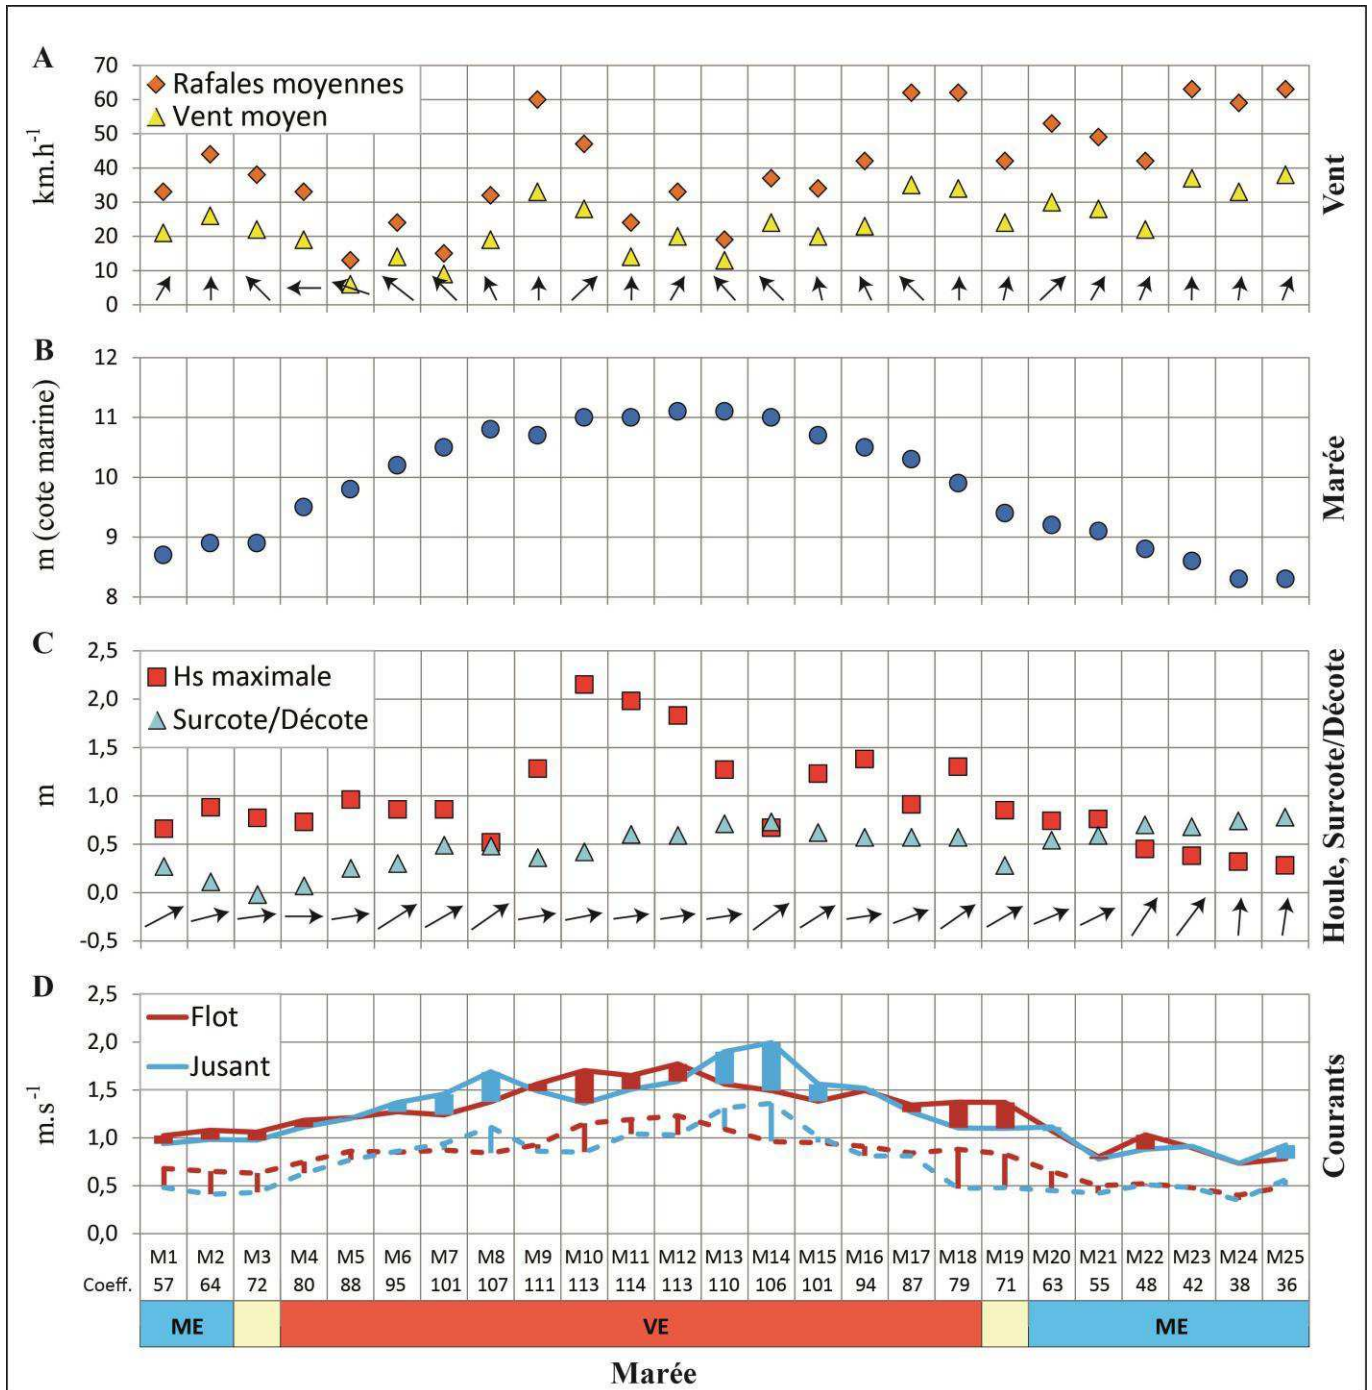 A
70
60
50
40
30
20
10
0
km.h-1
Rafales moyennes
Vent moyen
Vent
B
12
11
10
9
8
m (cote marine)
Marée
C
2,5
2,0
1,5
1,0
0,5
0,0
-0,5
m
Hs maximale
Surcote/Décote
Houle, Surcote/Décote
D
2,5
2,0
1,5
1,0
0,5
0,0
m.s-1
Flot
Jusant
Courants
M1 M2 M3 M4 M5 M6 M7 M8 M9 M10 M11 M12 M13 M14 M15 M16 M17 M18 M19 M20 M21 M22 M23 M24 M25
Coeff. 57 64 72 80 88 95 101 107 111 113 114 113 110 106 101 94 87 79 71 63 55 48 42 38 36
ME VE ME
Marée